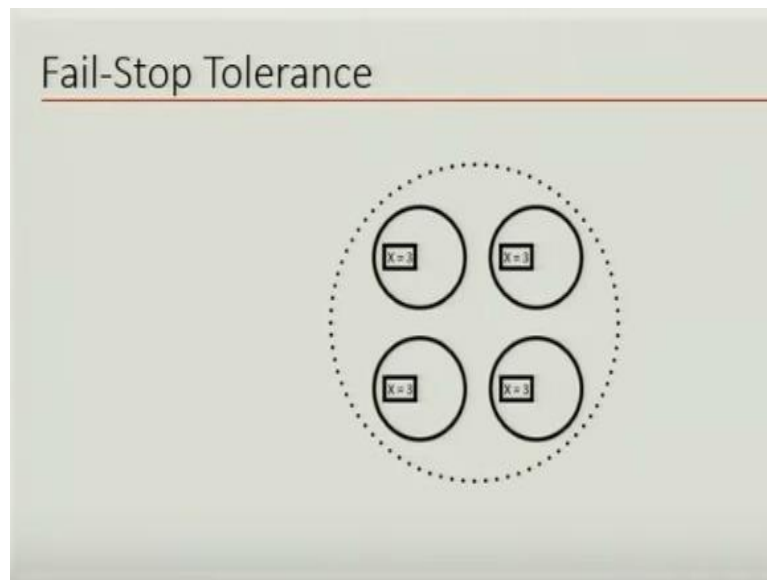 Fail-Stop Tolerance
X = 3
X = 3
X = 3
X = 3